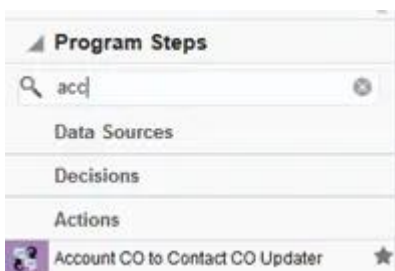 Program Steps
acc
Data Sources
Decisions
Actions
Account CO to Contact CO Updater